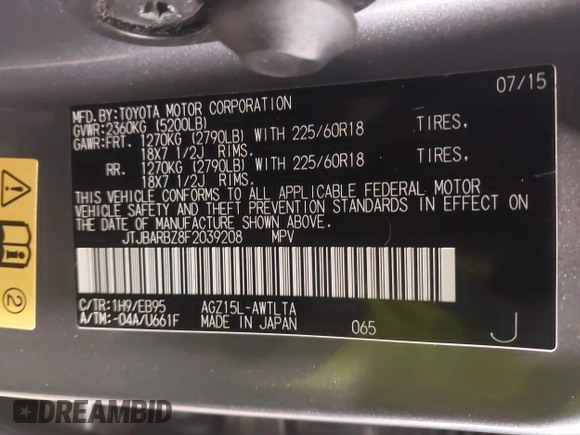 07/15
MFD.BY:TOYOTA MOTOR CORPORATION
GVWR:2360KG (5200LB)
GAWR:FRT. 1270KG (2790LB) WITH 225/60R18 TIRES,
18X7 1/2J RIMS.
RR. 1270KG (2790LB) WITH 225/60R18 TIRES,
18X7 1/2J RIMS.
THIS VEHICLE CONFORMS TO ALL APPLICABLE FEDERAL MOTOR
VEHICLE SAFETY AND THEFT PREVENTION STANDARDS IN EFFECT ON
THE DATE OF MANUFACTURE SHOWN ABOVE.
JTJBARBZ8F2039208 MPV
C/TR:1H9/EB95 AGZ15L-AWTLTA
A/TM:-04A/U661F MADE IN JAPAN 065 J
2
DREAMBID